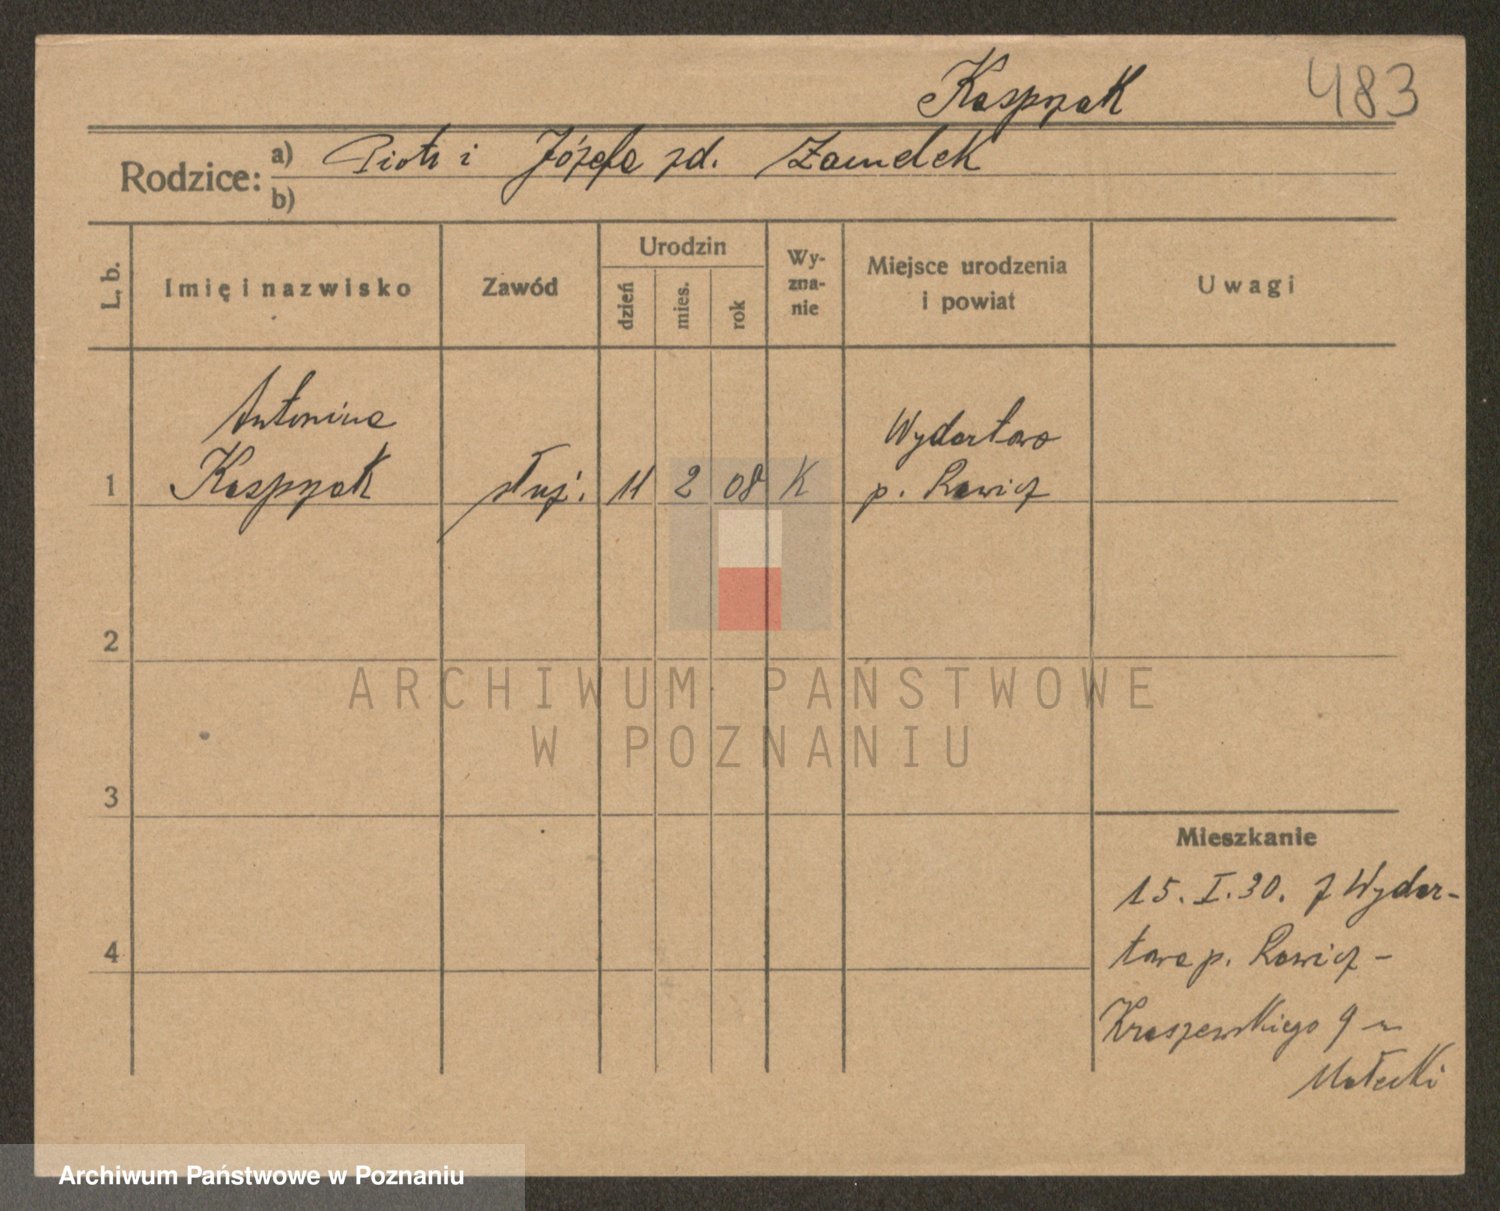 Kasprzak 483
Rodzice: a) Piotr i Józefa zd. Zamelek
b)
L, b.
Imię i nazwisko
Zawód
Urodzin
dzień
mies.
rok
Wy-
zna-
nie
Miejsce urodzenia
i powiat
Uwagi
Antonina
1 Kasprzak służ. 11 2 08 K
Wydartowo
p. Rawicz
2
3
4
Mieszkanie
15. I. 30. z Wydar-
towa p. Rawicz -
Kraszewskiego 9 -
Małecki
ARCHIWUM PAŃSTWOWE
W POZNANIU
Archiwum Państwowe w Poznaniu